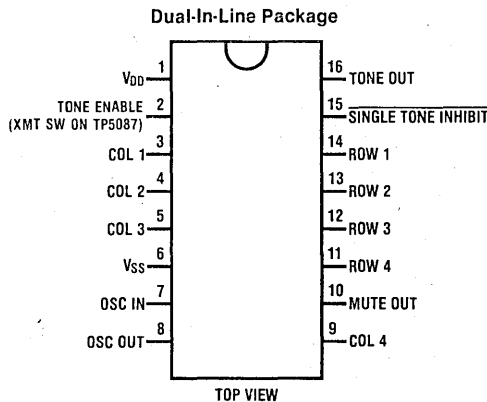 Dual-In-Line Package
1
VDD
TONE ENABLE
(XMT SW ON TP5087)
2
COL 1
3
COL 2
4
COL 3
5
VSS
6
OSC IN
7
OSC OUT
8
16
TONE OUT
15
SINGLE TONE INHIBIT
14
ROW 1
13
ROW 2
12
ROW 3
11
ROW 4
10
MUTE OUT
9
COL 4
TOP VIEW